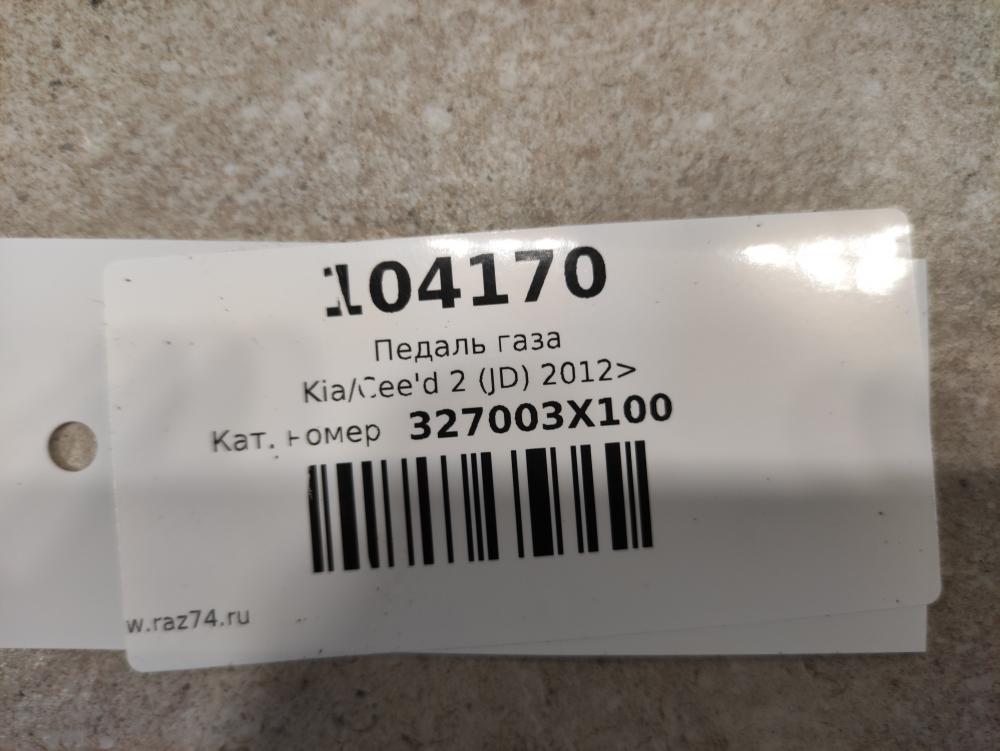 104170
Педаль газа
Kia/Cee'd 2 (JD) 2012>
Кат. номер 327003X100
w.raz74.ru